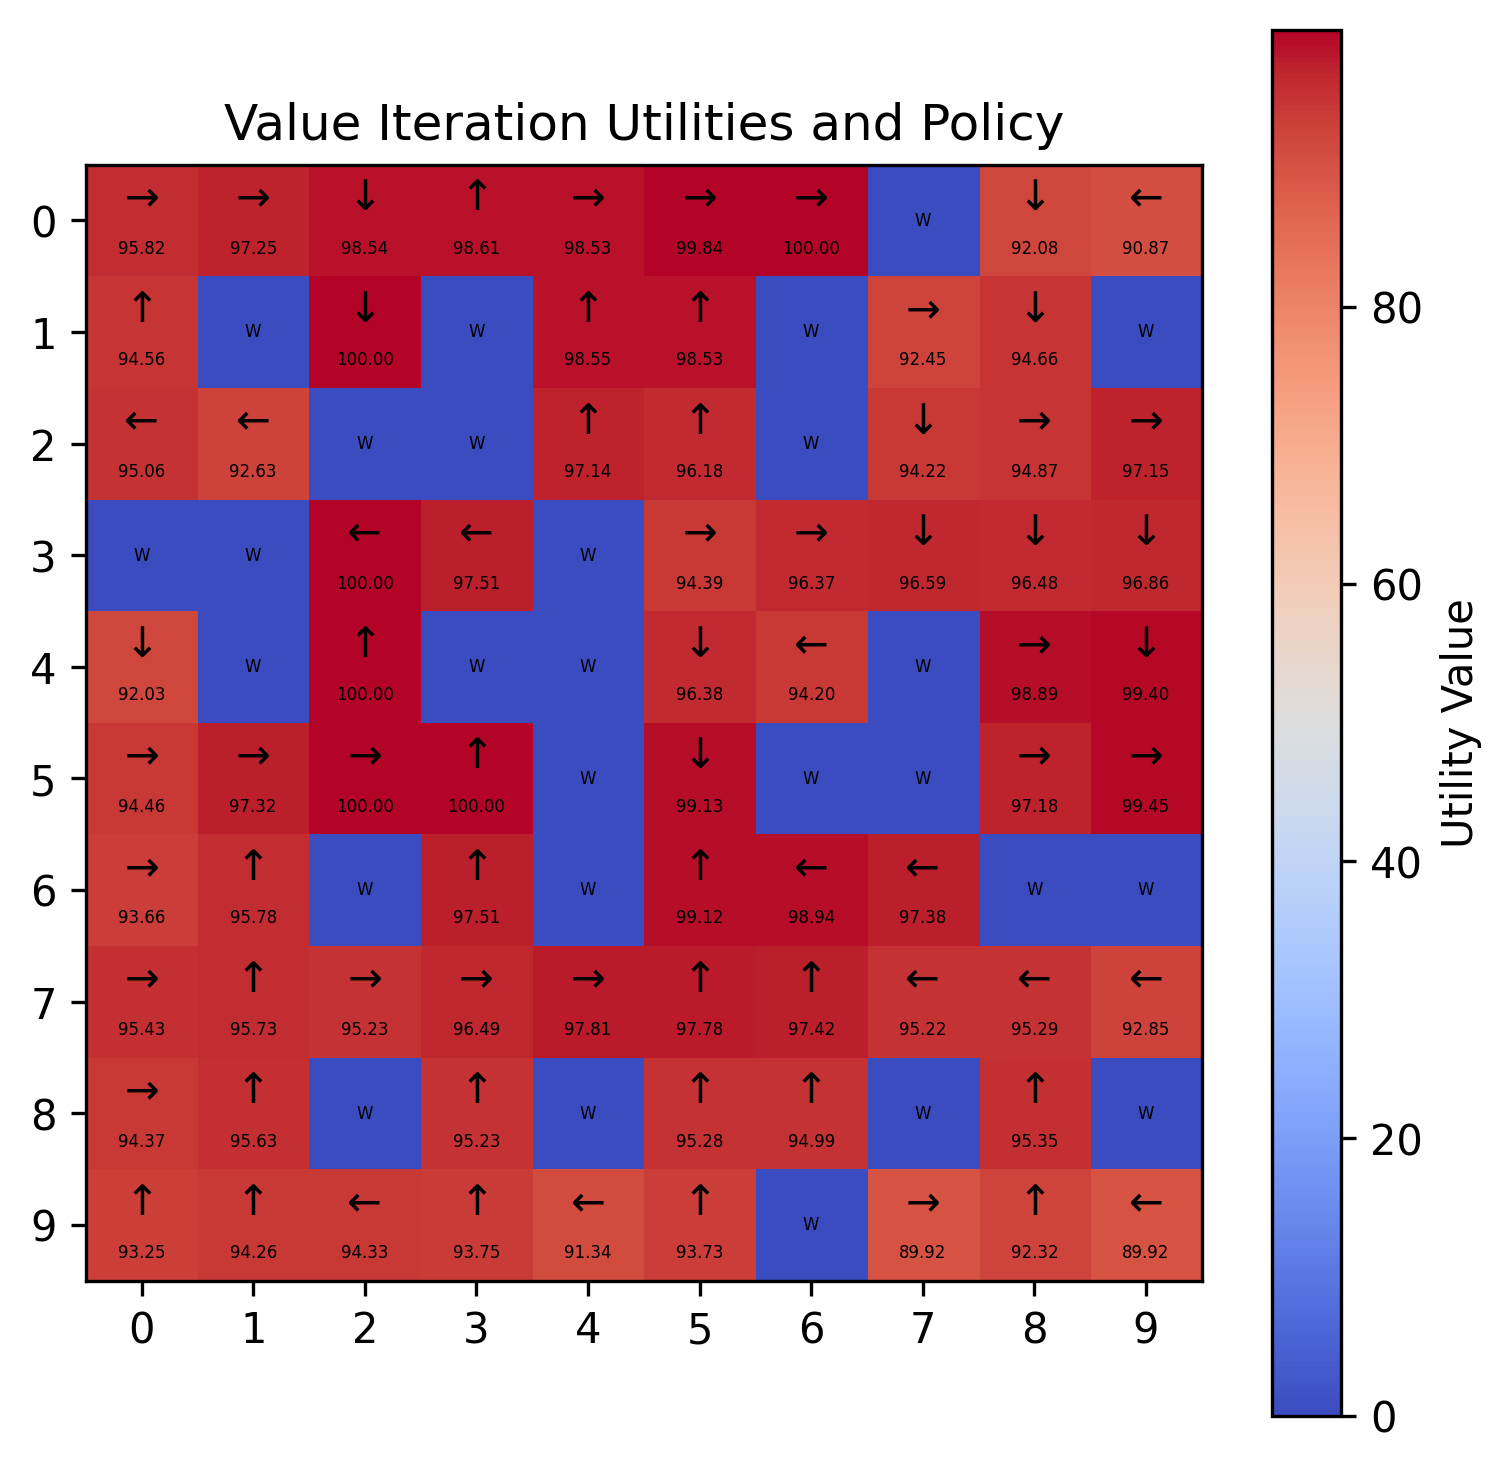 Value Iteration Utilities and Policy
→ → ↓ ↑ → → → W ↓ ←
0 95.82 97.25 98.54 98.61 98.53 99.84 100.00 92.08 90.87
↑ W ↓ W ↑ ↑ W → ↓ W
1 94.56 100.00 98.55 98.53 92.45 94.66
← ← W W ↑ ↑ W ↓ → →
2 95.06 92.63 97.14 96.18 94.22 94.87 97.15
W W ← ← W → → ↓ ↓ ↓
3 100.00 97.51 94.39 96.37 96.59 96.48 96.86
↓ W ↑ W W ↓ ← W → ↓
4 92.03 100.00 96.38 94.20 98.89 99.40
→ → → ↑ W ↓ W W → →
5 94.46 97.32 100.00 100.00 99.13 97.18 99.45
→ ↑ W ↑ W ↑ ← ← W W
6 93.66 95.78 97.51 99.12 98.94 97.38
→ ↑ → → → ↑ ↑ ← ← ←
7 95.43 95.73 95.23 96.49 97.81 97.78 97.42 95.22 95.29 92.85
→ ↑ W ↑ W ↑ ↑ W ↑ W
8 94.37 95.63 95.23 95.28 94.99 95.35
↑ ↑ ← ↑ ← ↑ W → ↑ ←
9 93.25 94.26 94.33 93.75 91.34 93.73 89.92 92.32 89.92
0 1 2 3 4 5 6 7 8 9
80
60
40
20
0
Utility Value